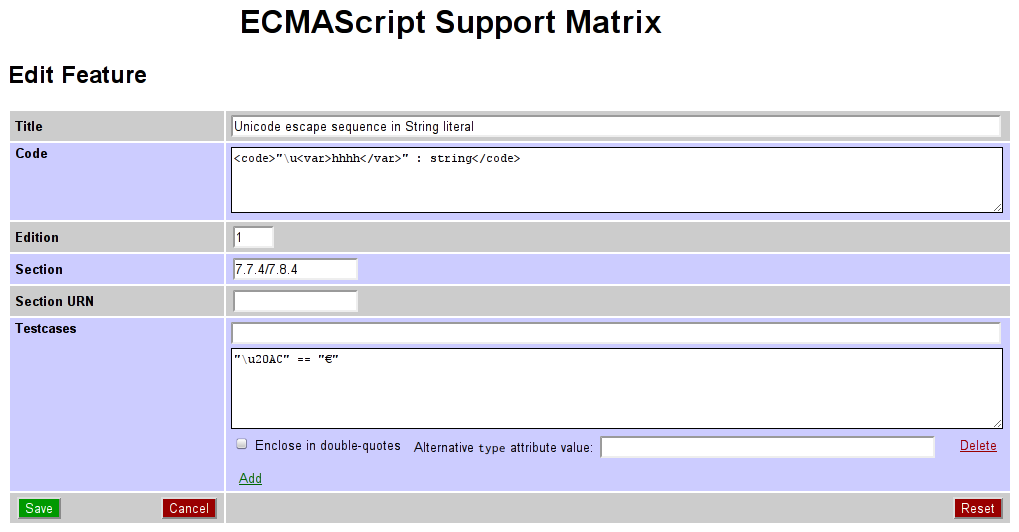 ECMAScript Support Matrix
Edit Feature
Title
Unicode escape sequence in String literal
Code
<code>"\u<var>hhhh</var>" : string</code>
Edition
1
Section
7.7.4/7.8.4
Section URN
Testcases
"\u20AC" == "€"
Enclose in double-quotes Alternative type attribute value: Delete
Add
Save Cancel Reset